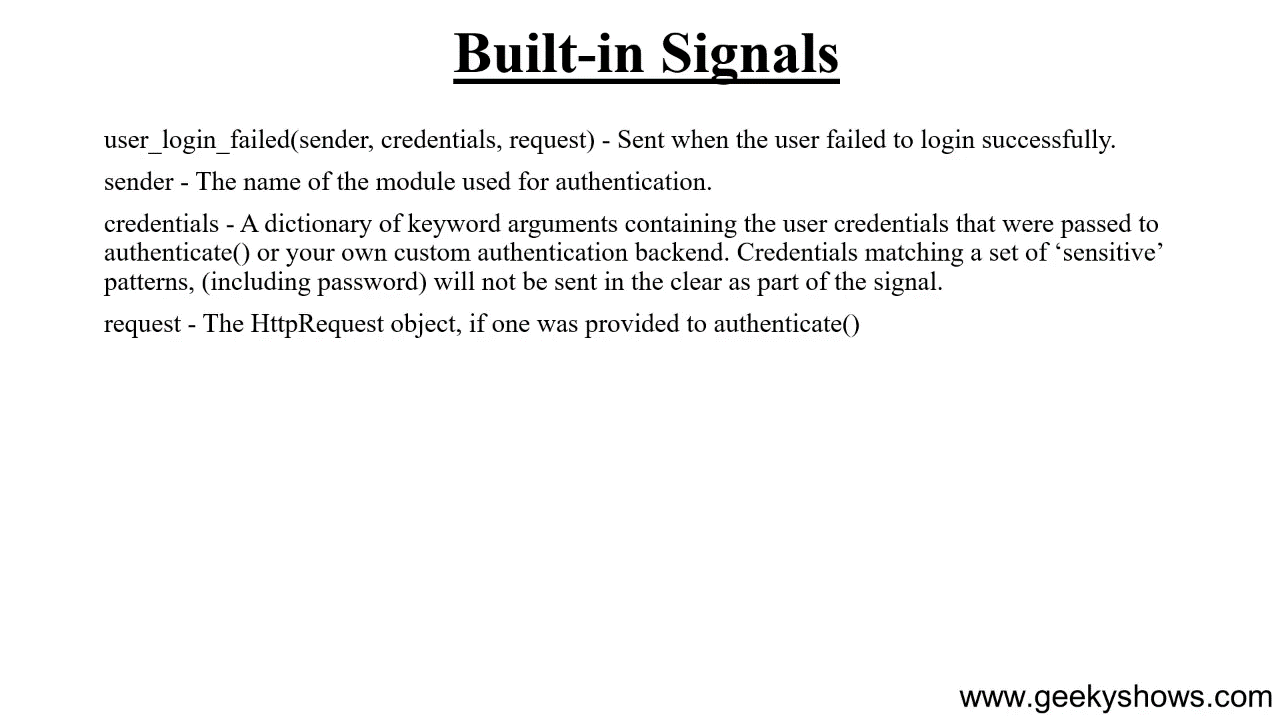 Built-in Signals
user_login_failed(sender, credentials, request) - Sent when the user failed to login successfully.
sender - The name of the module used for authentication.
credentials - A dictionary of keyword arguments containing the user credentials that were passed to
authenticate() or your own custom authentication backend. Credentials matching a set of ‘sensitive’
patterns, (including password) will not be sent in the clear as part of the signal.
request - The HttpRequest object, if one was provided to authenticate()
www.geekyshows.com